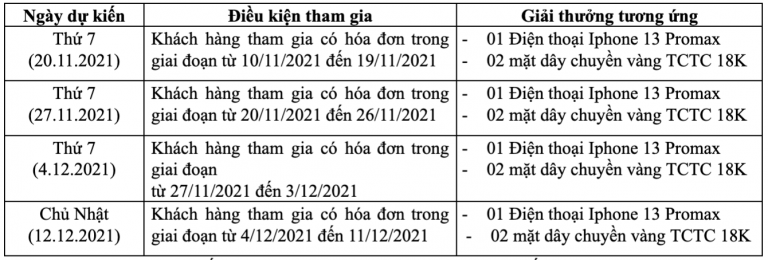 Ngày dự kiến Điều kiện tham gia Giải thưởng tương ứng
Thứ 7 Khách hàng tham gia có hóa đơn trong - 01 Điện thoại Iphone 13 Promax
(20.11.2021) giai đoạn từ 10/11/2021 đến 19/11/2021 - 02 mặt dây chuyền vàng TCTC 18K
Thứ 7 Khách hàng tham gia có hóa đơn trong - 01 Điện thoại Iphone 13 Promax
(27.11.2021) giai đoạn từ 20/11/2021 đến 26/11/2021 - 02 mặt dây chuyền vàng TCTC 18K
Thứ 7 Khách hàng tham gia có hóa đơn trong - 01 Điện thoại Iphone 13 Promax
(4.12.2021) giai đoạn - 02 mặt dây chuyền vàng TCTC 18K
từ 27/11/2021 đến 3/12/2021
Chủ Nhật Khách hàng tham gia có hóa đơn trong - 01 Điện thoại Iphone 13 Promax
(12.12.2021) giai đoạn từ 4/12/2021 đến 11/12/2021 - 02 mặt dây chuyền vàng TCTC 18K